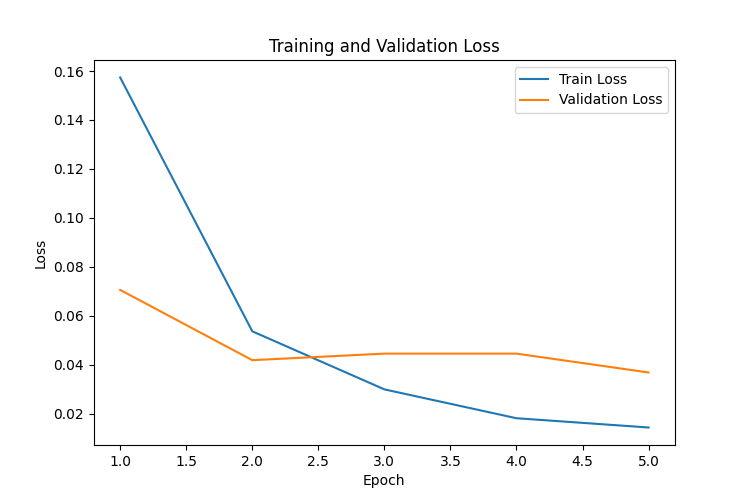 Training and Validation Loss
Train Loss
Validation Loss
0.16
0.14
0.12
0.10
0.08
0.06
0.04
0.02
Loss
1.0 1.5 2.0 2.5 3.0 3.5 4.0 4.5 5.0
Epoch